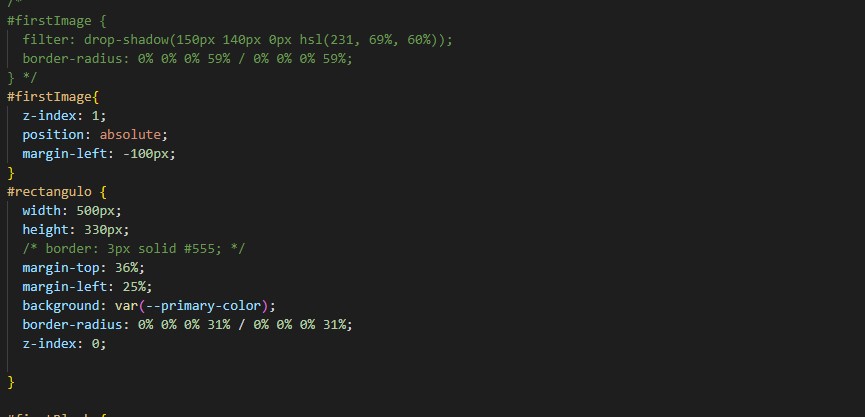 /*
#firstImage {
filter: drop-shadow(150px 140px 0px hsl(231, 69%, 60%));
border-radius: 0% 0% 0% 59% / 0% 0% 0% 59%;
} */
#firstImage{
z-index: 1;
position: absolute;
margin-left: -100px;
}
#rectangulo {
width: 500px;
height: 330px;
/* border: 3px solid #555; */
margin-top: 36%;
margin-left: 25%;
background: var(--primary-color);
border-radius: 0% 0% 0% 31% / 0% 0% 0% 31%;
z-index: 0;
}